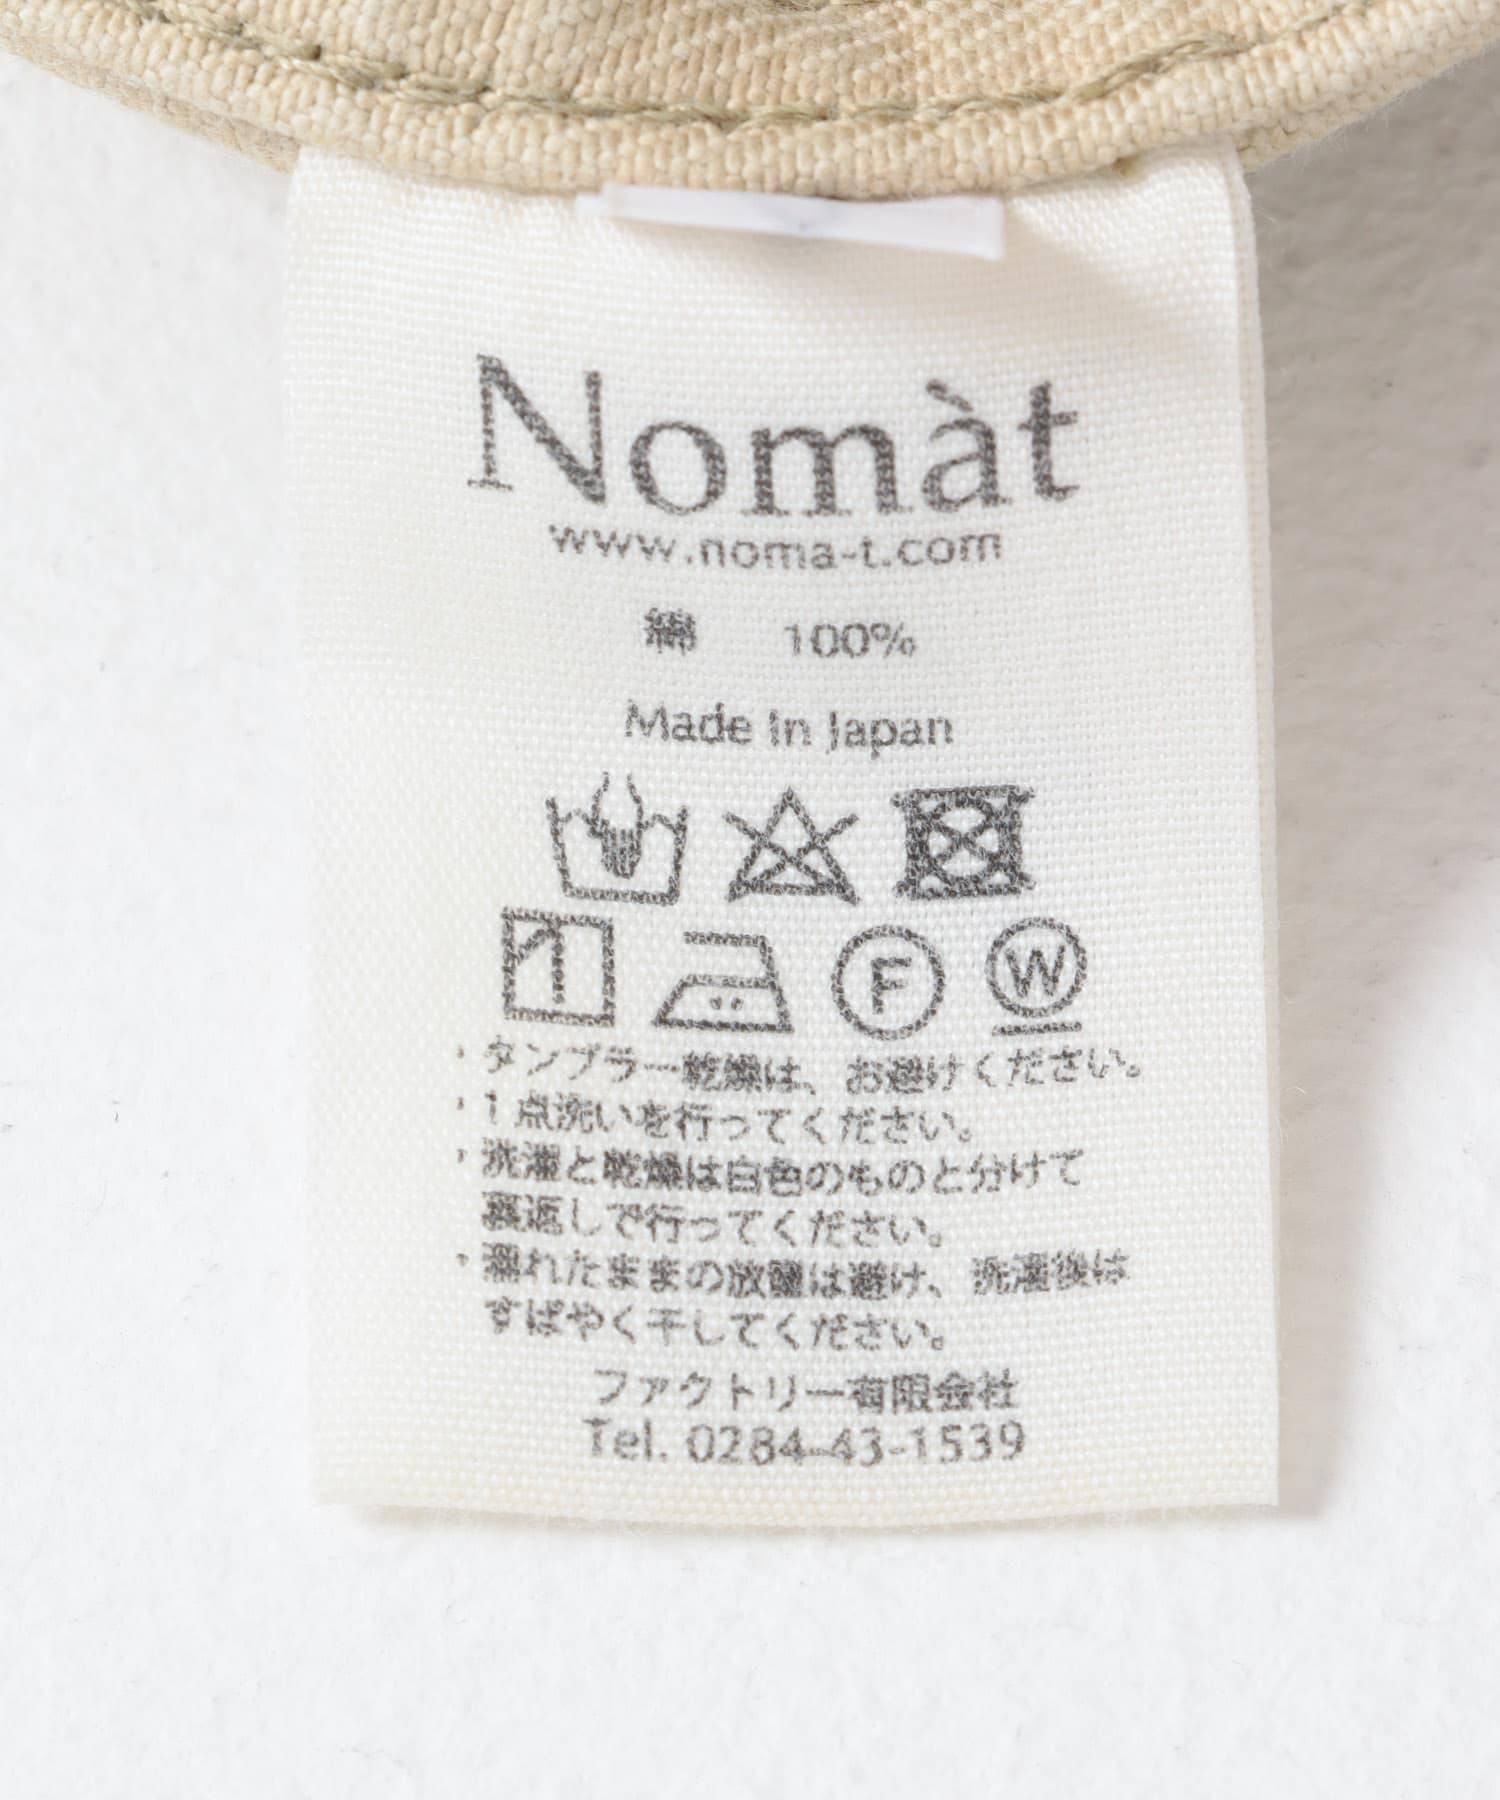 Nomàt
www.noma-t.com
綿 100%
Made In Japan
F W
・タンブラー乾燥は、お避けください。
・1点洗いを行ってください。
・洗濯と乾燥は白色のものと分けて
裏返しで行ってください。
・濡れたままの放置は避け、洗濯後は
すばやく干してください。
ファクトリー有限会社
Tel. 0284-43-1539